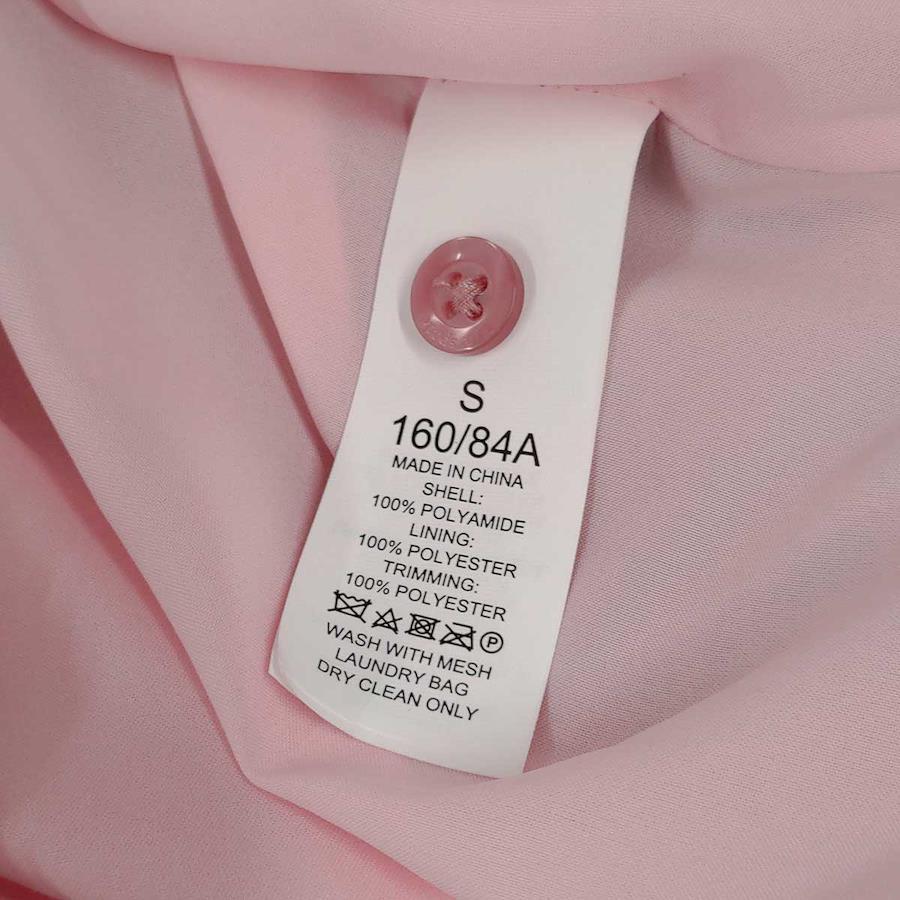 S
160/84A
MADE IN CHINA
SHELL:
100% POLYAMIDE
LINING:
100% POLYESTER
TRIMMING:
100% POLYESTER
P
WASH WITH MESH
LAUNDRY BAG
DRY CLEAN ONLY